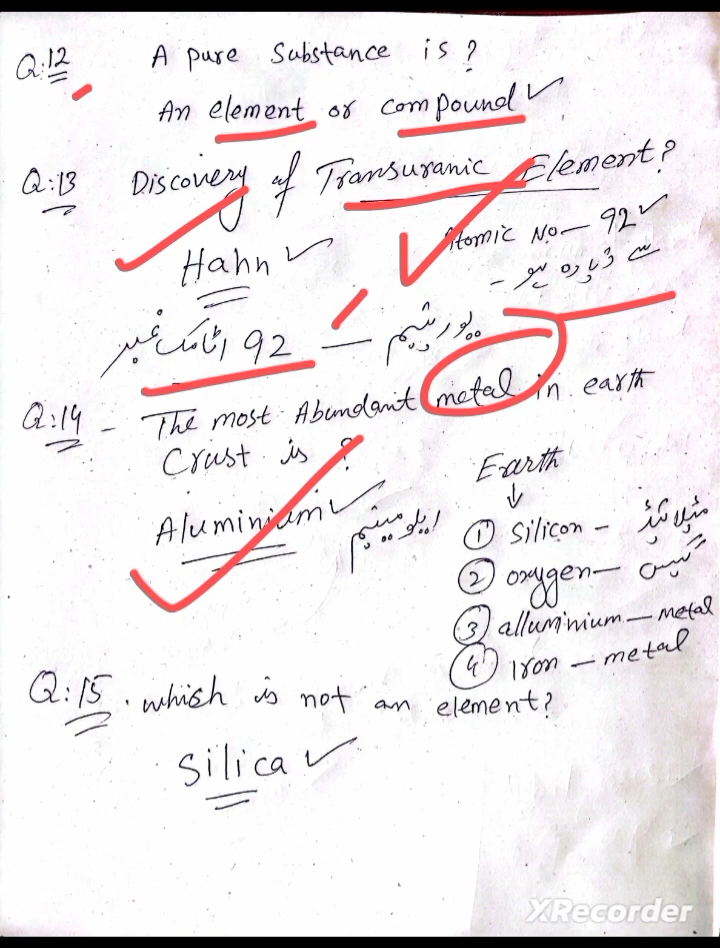 Q:12 A pure substance is?
An element or compound
Q:13 Discovery of Transuranic Element?
Hahn
Atomic No — 92
سے زیادہ ہو -
92 اٹامک نمبر — یورینیم
Q:14 - The most Abundant metal in earth
Crust is ?
Aluminium ایلومینیم
Earth
↓
① Silicon - میٹلائیڈ
② oxygen — گیس
③ alluminium — metal
④ Iron — metal
Q:15 . which is not an element?
Silica
XRecorder